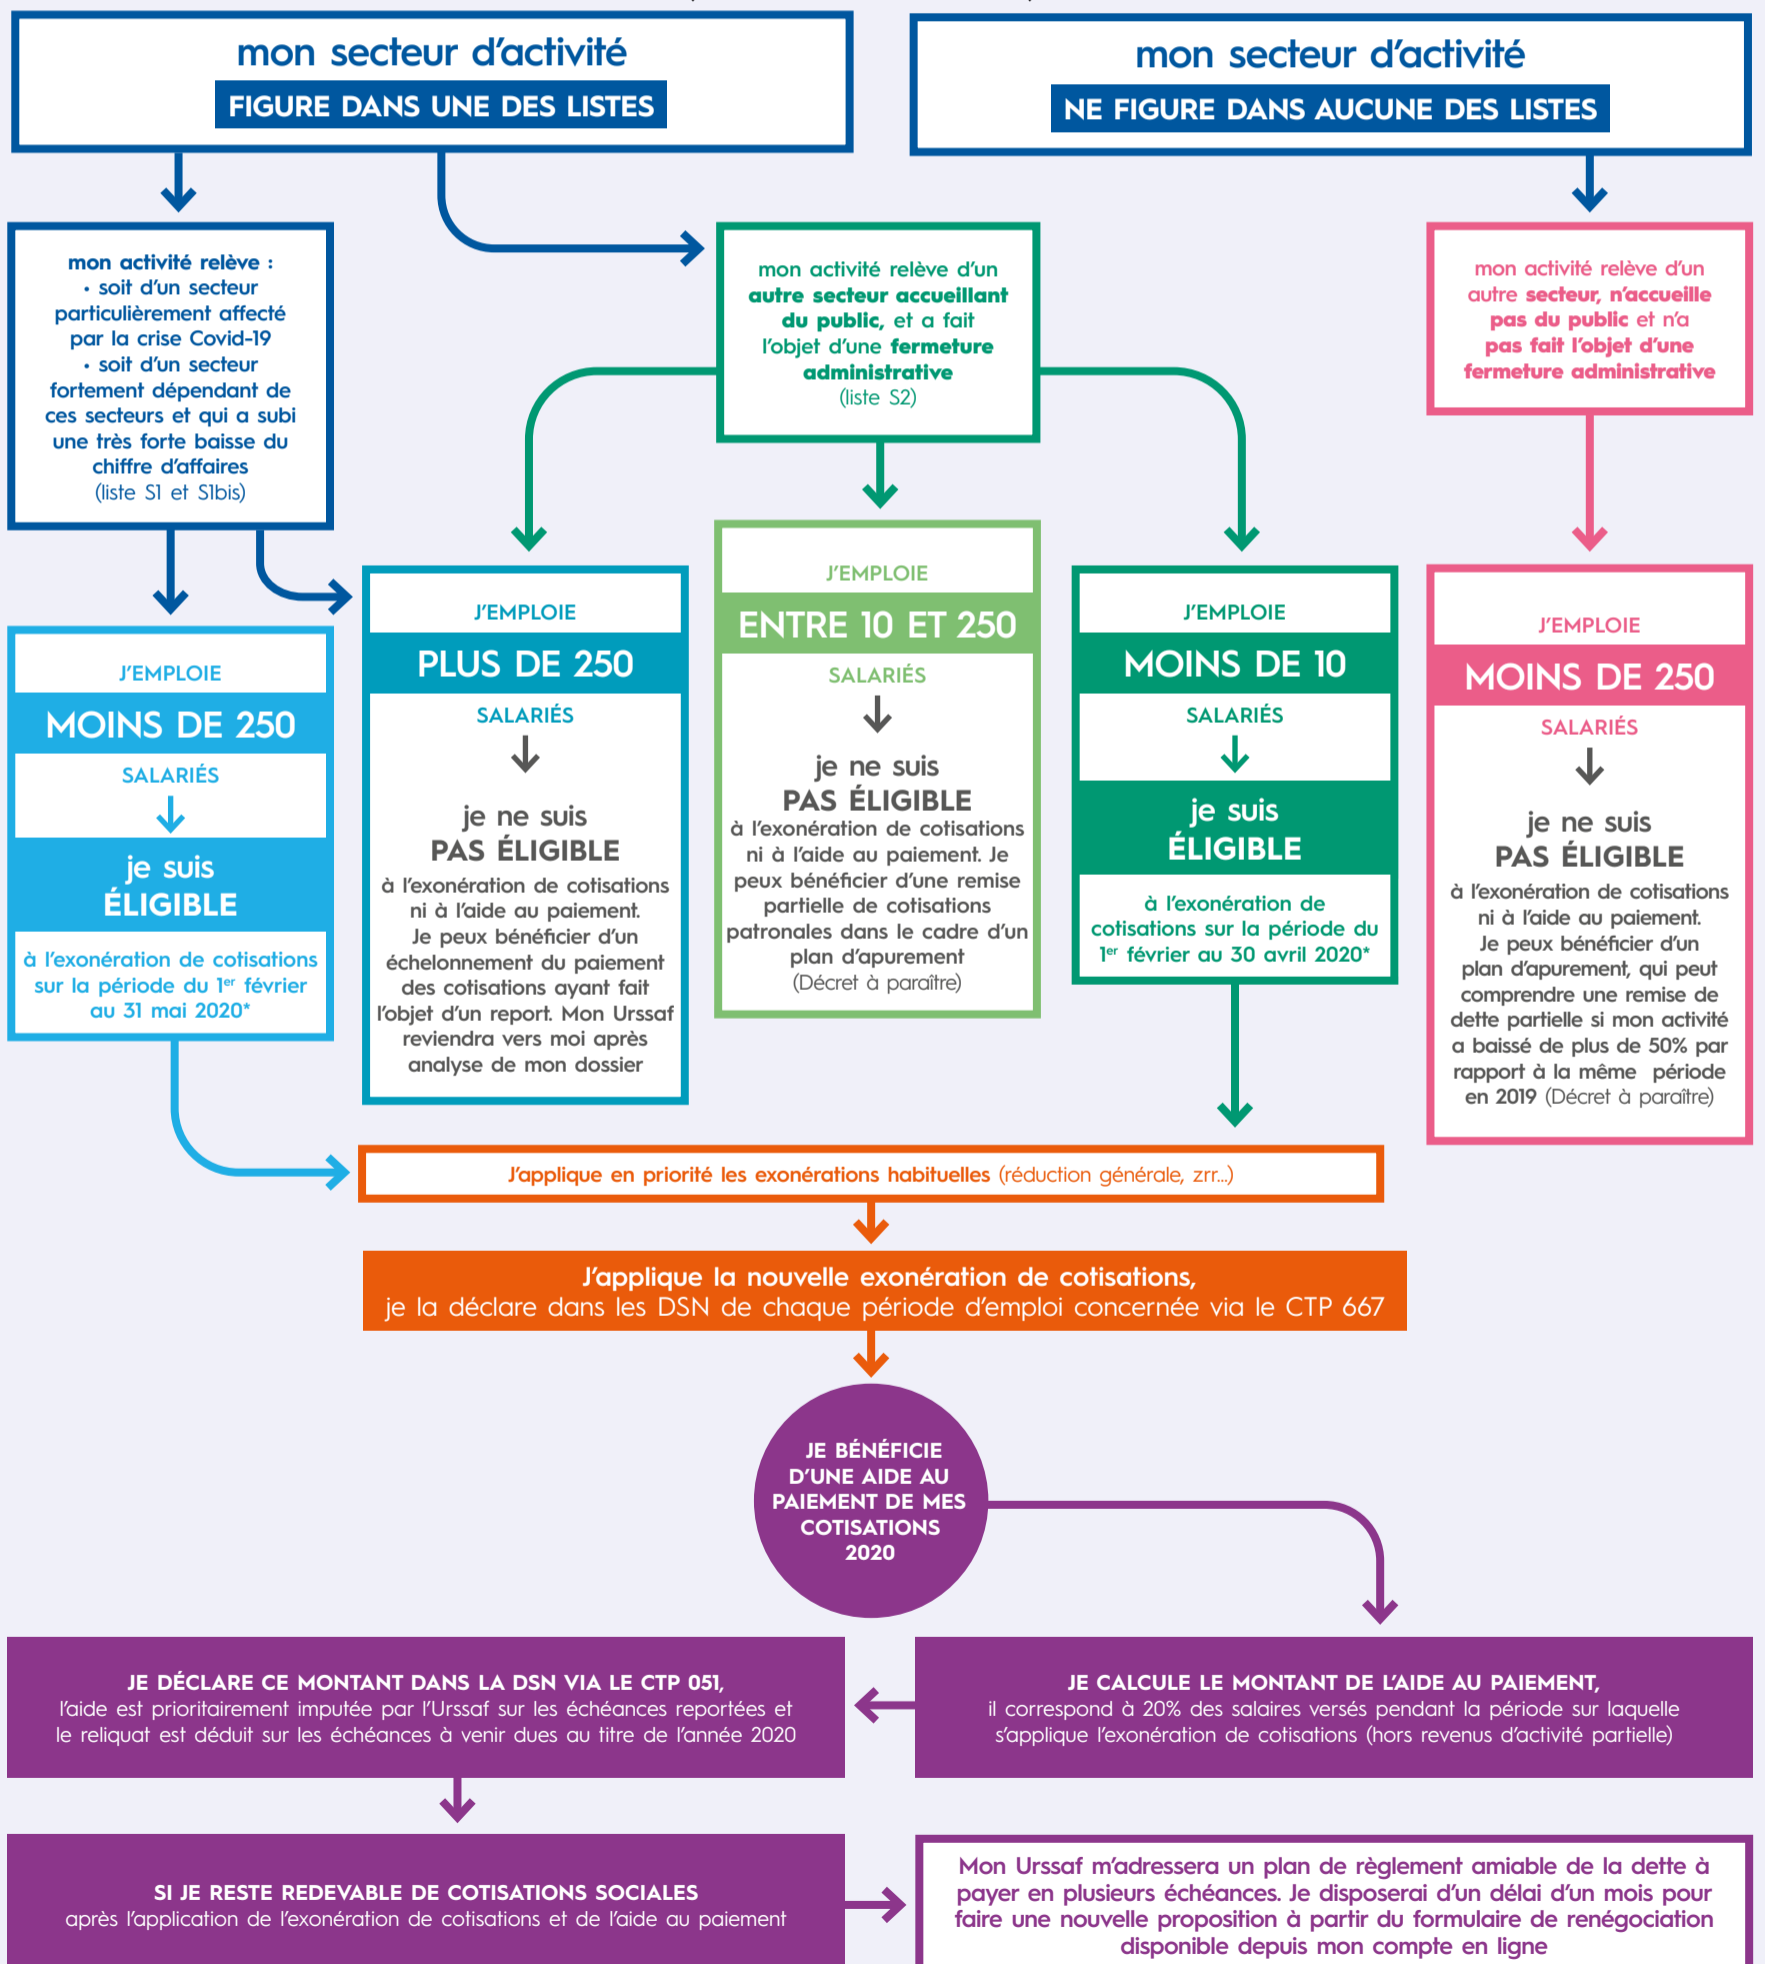 mon secteur d'activité
FIGURE DANS UNE DES LISTES
mon secteur d'activité
NE FIGURE DANS AUCUNE DES LISTES
mon activité relève :
• soit d'un secteur
particulièrement affecté
par la crise Covid-19
• soit d'un secteur
fortement dépendant de
ces secteurs et qui a subi
une très forte baisse du
chiffre d'affaires
(liste S1 et S1bis)
mon activité relève d'un
autre secteur accueillant
du public, et a fait
l'objet d'une fermeture
administrative
(liste S2)
mon activité relève d'un
autre secteur, n'accueille
pas du public et n'a
pas fait l'objet d'une
fermeture administrative
J'EMPLOIE
MOINS DE 250
SALARIÉS
je suis
ÉLIGIBLE
à l'exonération de cotisations
sur la période du 1er février
au 31 mai 2020*
J'EMPLOIE
PLUS DE 250
SALARIÉS
je ne suis
PAS ÉLIGIBLE
à l'exonération de cotisations
ni à l'aide au paiement.
Je peux bénéficier d'un
échelonnement du paiement
des cotisations ayant fait
l'objet d'un report. Mon Urssaf
reviendra vers moi après
analyse de mon dossier
J'EMPLOIE
ENTRE 10 ET 250
SALARIÉS
je ne suis
PAS ÉLIGIBLE
à l'exonération de cotisations
ni à l'aide au paiement. Je
peux bénéficier d'une remise
partielle de cotisations
patronales dans le cadre d'un
plan d'apurement
(Décret à paraître)
J'EMPLOIE
MOINS DE 10
SALARIÉS
je suis
ÉLIGIBLE
à l'exonération de
cotisations sur la période du
1er février au 30 avril 2020*
J'EMPLOIE
MOINS DE 250
SALARIÉS
je ne suis
PAS ÉLIGIBLE
à l'exonération de cotisations
ni à l'aide au paiement.
Je peux bénéficier d'un
plan d'apurement, qui peut
comprendre une remise de
dette partielle si mon activité
a baissé de plus de 50% par
rapport à la même période
en 2019 (Décret à paraître)
J'applique en priorité les exonérations habituelles (réduction générale, zrr...)
J'applique la nouvelle exonération de cotisations,
je la déclare dans les DSN de chaque période d'emploi concernée via le CTP 667
JE BÉNÉFICIE
D'UNE AIDE AU
PAIEMENT DE MES
COTISATIONS
2020
JE CALCULE LE MONTANT DE L'AIDE AU PAIEMENT,
il correspond à 20% des salaires versés pendant la période sur laquelle
s'applique l'exonération de cotisations (hors revenus d'activité partielle)
JE DÉCLARE CE MONTANT DANS LA DSN VIA LE CTP 051,
l'aide est prioritairement imputée par l'Urssaf sur les échéances reportées et
le reliquat est déduit sur les échéances à venir dues au titre de l'année 2020
SI JE RESTE REDEVABLE DE COTISATIONS SOCIALES
après l'application de l'exonération de cotisations et de l'aide au paiement
Mon Urssaf m'adressera un plan de règlement amiable de la dette à
payer en plusieurs échéances. Je disposerai d'un délai d'un mois pour
faire une nouvelle proposition à partir du formulaire de renégociation
disponible depuis mon compte en ligne